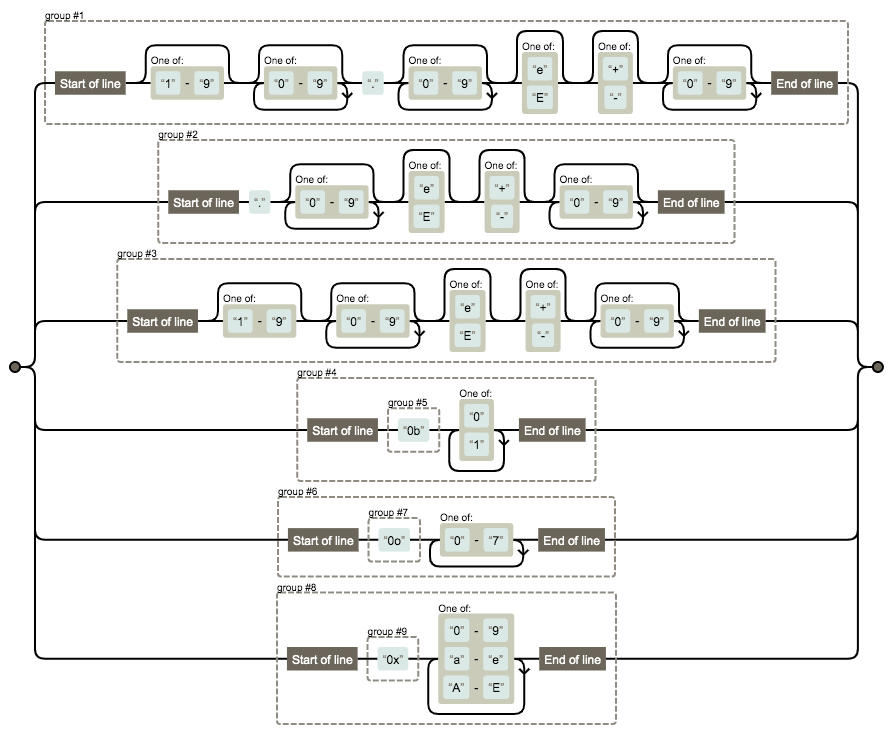 group #1
One of: One of: One of: One of: One of: One of:
Start of line “1” - “9” “0” - “9” “.” “0” - “9” “e” “E” “+” “-” “0” - “9” End of line
group #2
One of: One of: One of: One of:
Start of line “.” “0” - “9” “e” “E” “+” “-” “0” - “9” End of line
group #3
One of: One of: One of: One of: One of:
Start of line “1” - “9” “0” - “9” “e” “E” “+” “-” “0” - “9” End of line
group #4
group #5 One of:
Start of line “0b” “0” “1” End of line
group #6
group #7 One of:
Start of line “0o” “0” - “7” End of line
group #8
One of:
“0” - “9”
group #9
Start of line “0x” “a” - “e” End of line
“A” - “E”